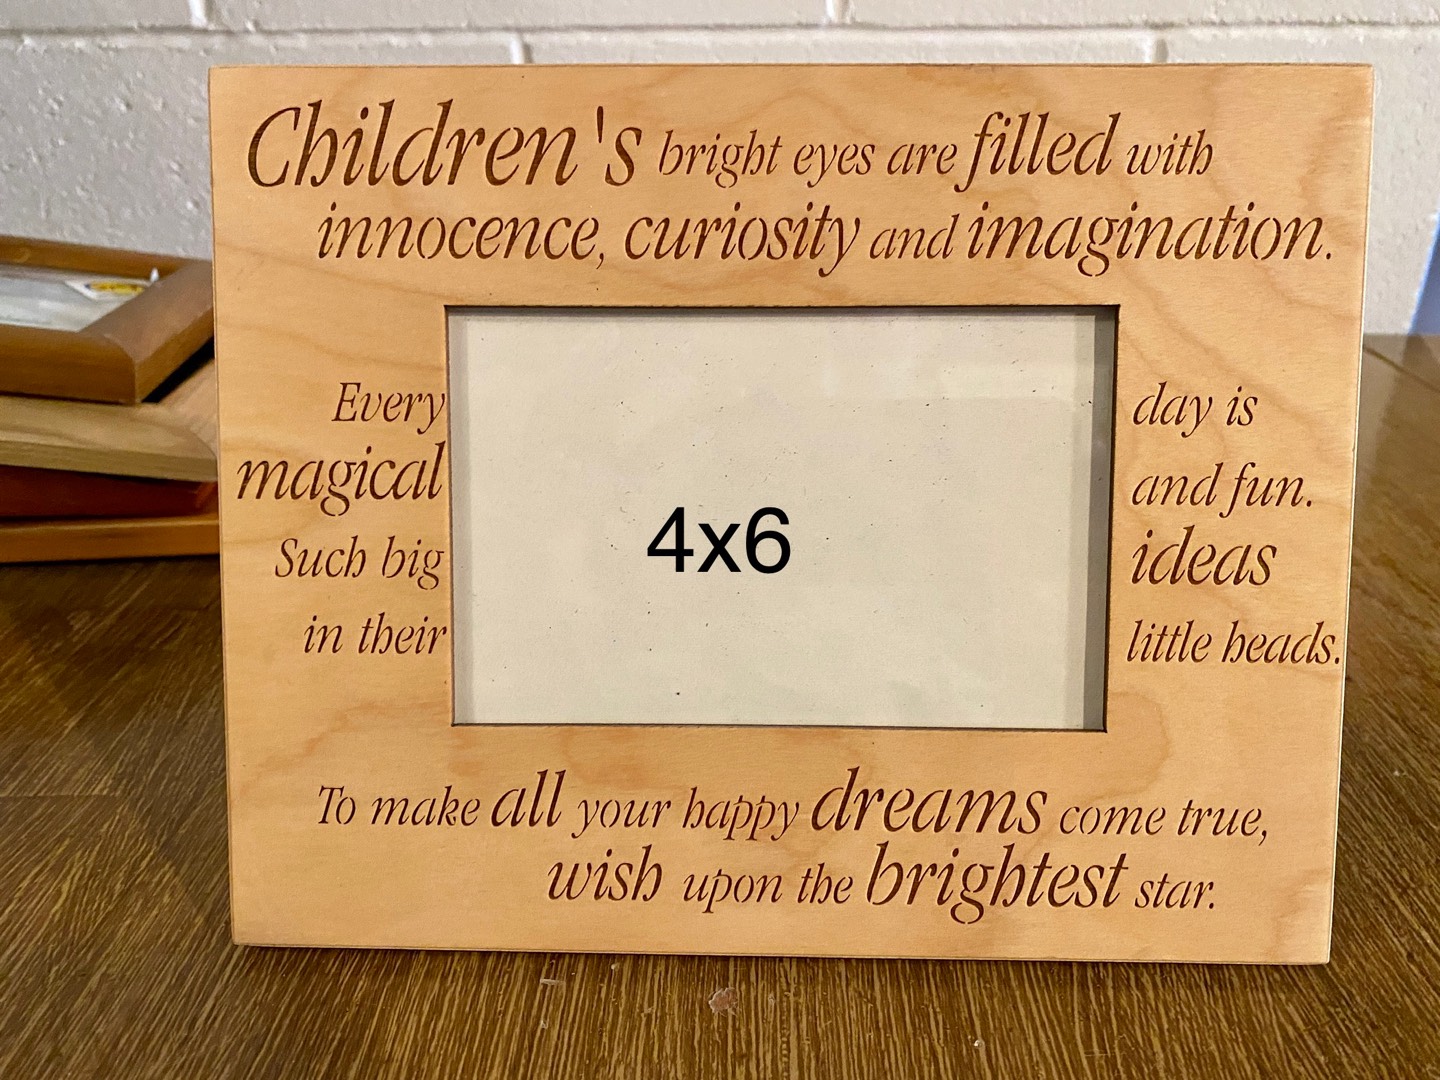 Children's bright eyes are filled with
innocence, curiosity and imagination.
Every day is
magical and fun.
Such big ideas
in their little heads.
4x6
To make all your happy dreams come true,
wish upon the brightest star.